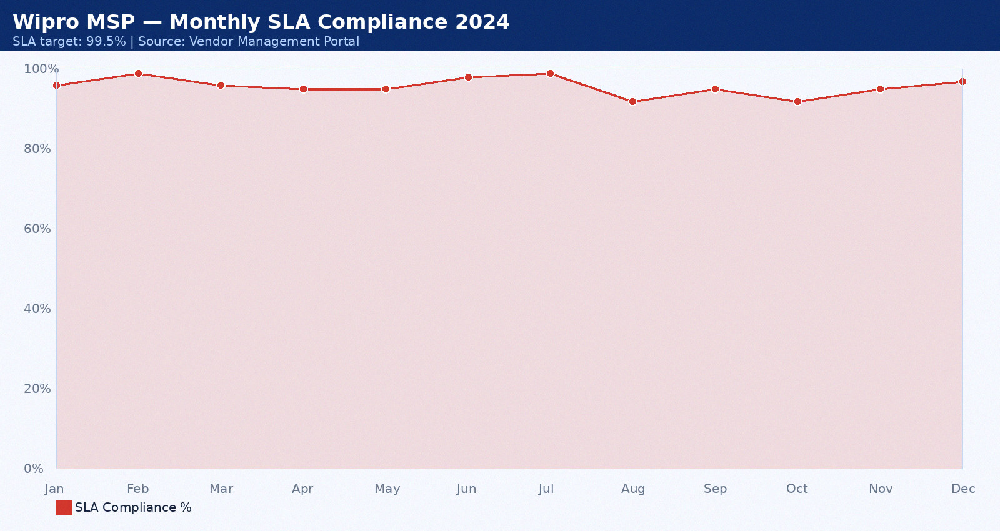 Wipro MSP — Monthly SLA Compliance 2024
SLA target: 99.5% | Source: Vendor Management Portal
100%
80%
60%
40%
20%
0%
Jan Feb Mar Apr May Jun Jul Aug Sep Oct Nov Dec
SLA Compliance %